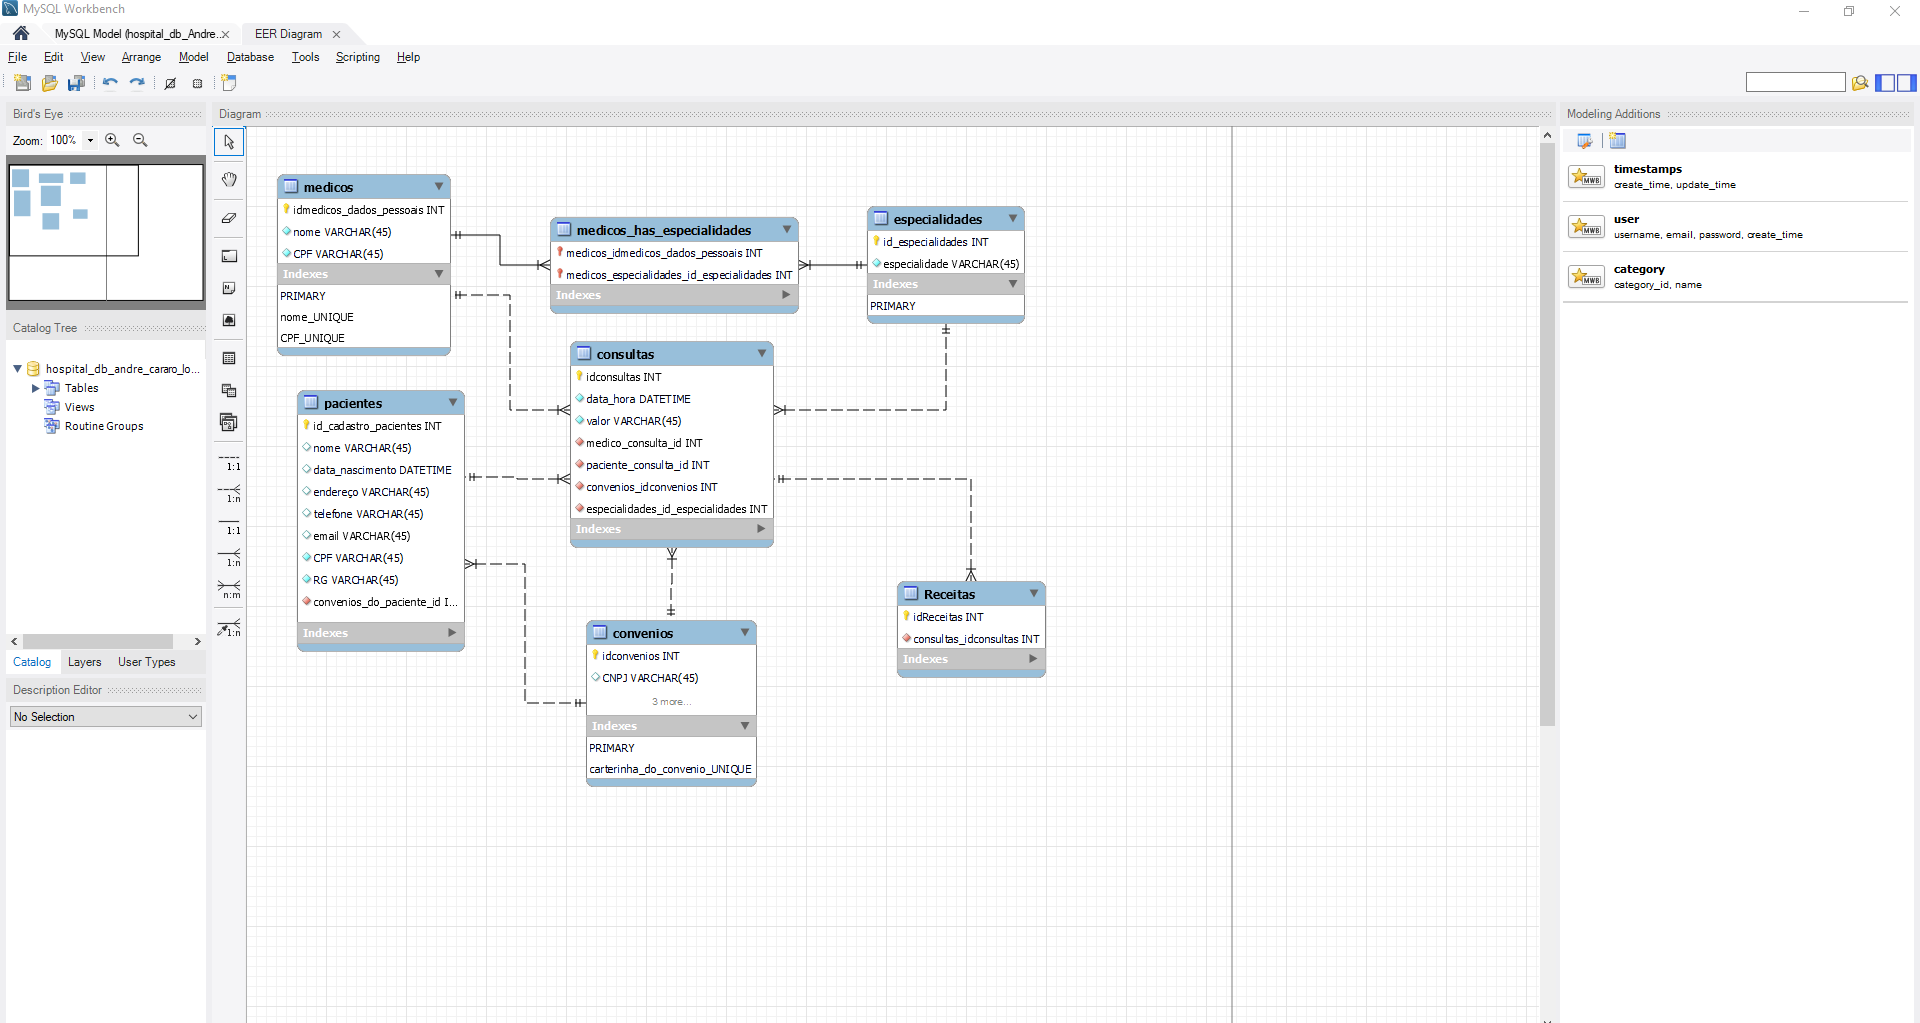 MySQL Workbench
MySQL Model (hospital_db_Andre..
EER Diagram
File Edit View Arrange Model Database Tools Scripting Help
Bird's Eye
Zoom: 100%
Catalog Tree
hospital_db_andre_cararo_lo...
Tables
Views
Routine Groups
Catalog Layers User Types
Description Editor
No Selection
Diagram
1:1
1:n
1:1
1:n
n:m
1:n
medicos
idmedicos_dados_pessoais INT
nome VARCHAR(45)
CPF VARCHAR(45)
Indexes
PRIMARY
nome_UNIQUE
CPF_UNIQUE
medicos_has_especialidades
medicos_idmedicos_dados_pessoais INT
medicos_especialidades_id_especialidades INT
Indexes
especialidades
id_especialidades INT
especialidade VARCHAR(45)
Indexes
PRIMARY
consultas
idconsultas INT
data_hora DATETIME
valor VARCHAR(45)
medico_consulta_id INT
paciente_consulta_id INT
convenios_idconvenios INT
especialidades_id_especialidades INT
Indexes
pacientes
id_cadastro_pacientes INT
nome VARCHAR(45)
data_nascimento DATETIME
endereço VARCHAR(45)
telefone VARCHAR(45)
email VARCHAR(45)
CPF VARCHAR(45)
RG VARCHAR(45)
convenios_do_paciente_id I...
Indexes
convenios
idconvenios INT
CNPJ VARCHAR(45)
3 more...
Indexes
PRIMARY
carterinha_do_convenio_UNIQUE
Receitas
idReceitas INT
consultas_idconsultas INT
Indexes
Modeling Additions
MWB
timestamps
create_time, update_time
MWB
user
username, email, password, create_time
MWB
category
category_id, name